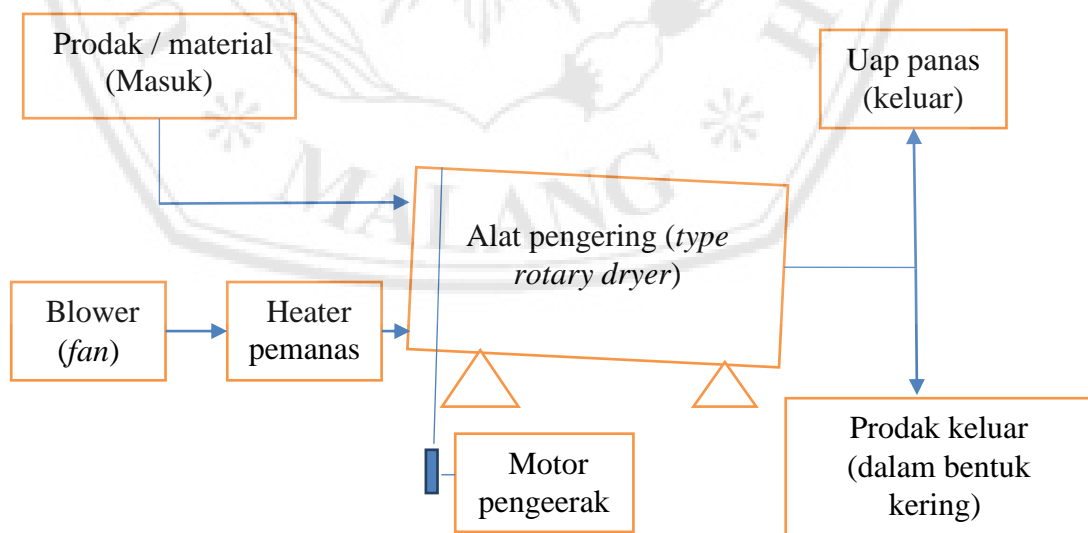 Prodak / material
(Masuk)
Uap panas
(keluar)
Alat pengering (type
rotary dryer)
Blower
(fan)
Heater
pemanas
Motor
pengeerak
Prodak keluar
(dalam bentuk
kering)
MALANG